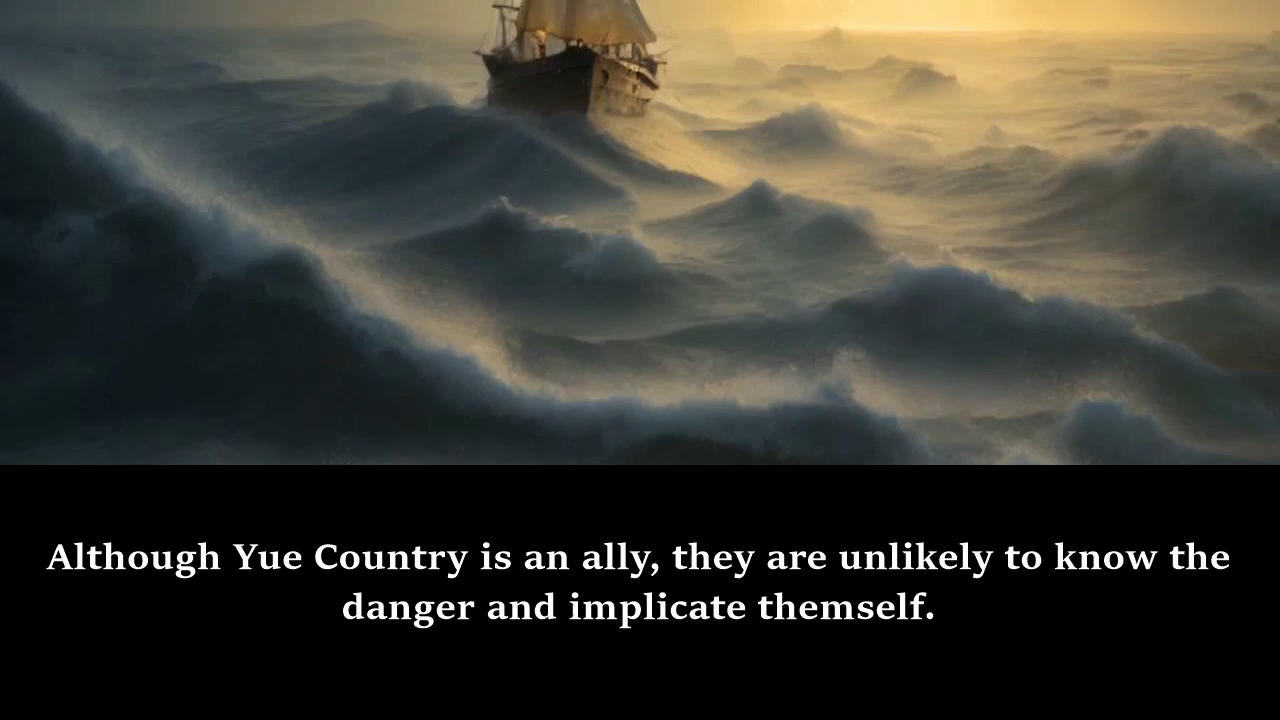 Although Yue Country is an ally, they are unlikely to know the
danger and implicate themself.